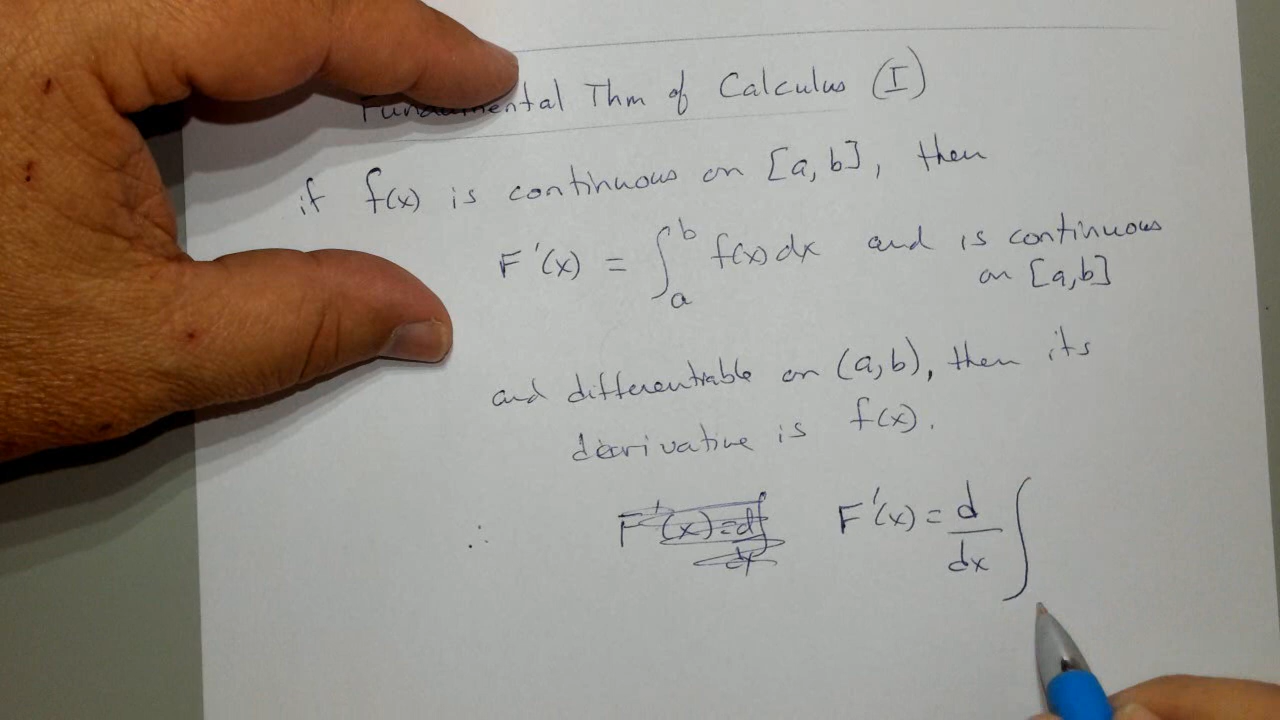 Fundamental Thm of Calculus (I)
if f(x) is continuous on [a, b], then
F'(x) = ∫_a^b f(x) dx and is continuous
on [a,b]
and differentiable on (a,b), then its
derivative is f(x).
∴ F'(x) = d/dx ∫